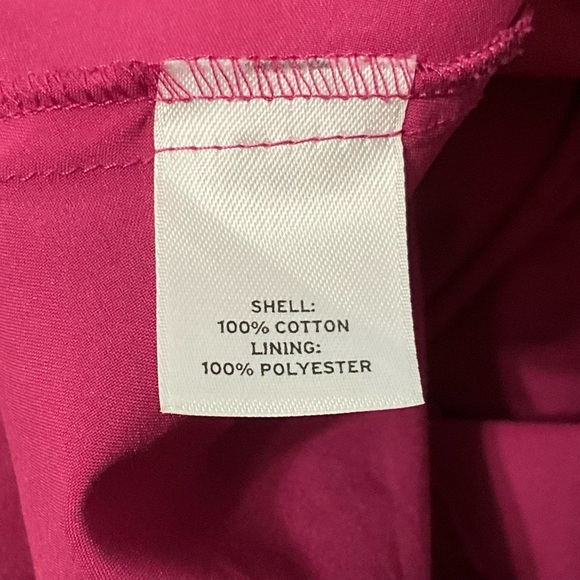 SHELL:
100% COTTON
LINING:
100% POLYESTER